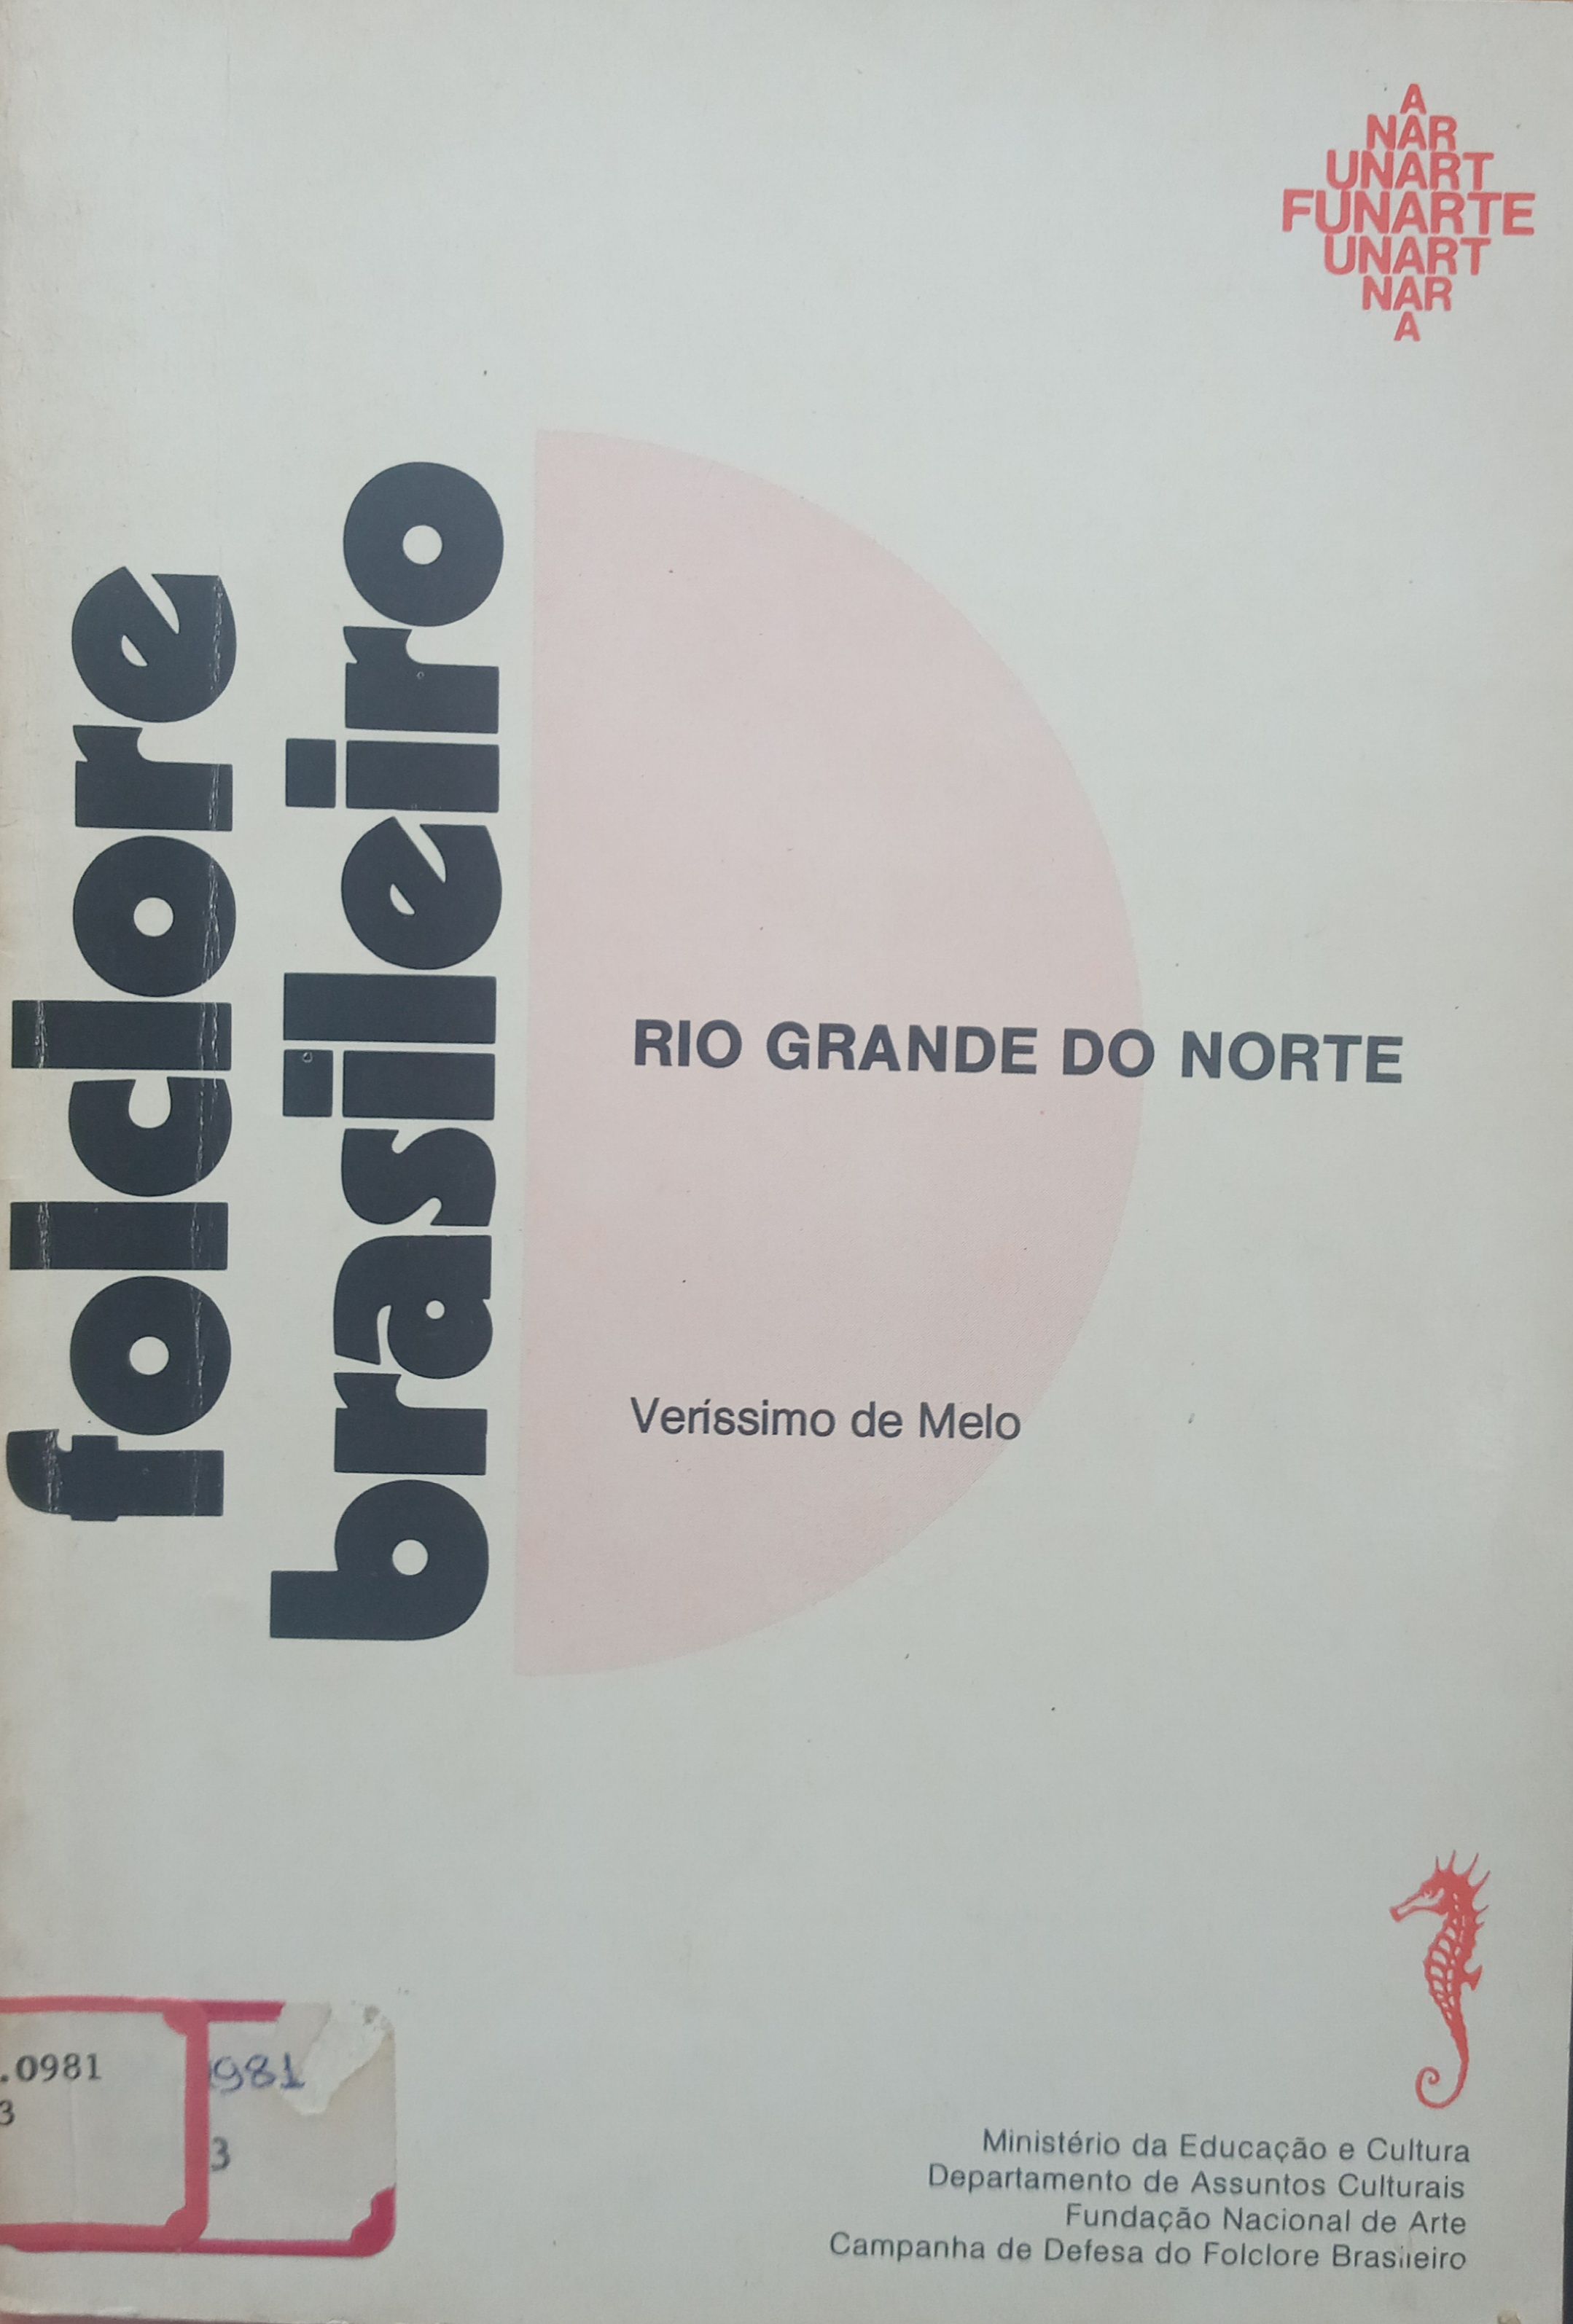 A
NAR
UNART
FUNARTE
UNART
NAR
A
folclore
brasileiro
RIO GRANDE DO NORTE
Veríssimo de Melo
.0981
3
981
3
Ministério da Educação e Cultura
Departamento de Assuntos Culturais
Fundação Nacional de Arte
Campanha de Defesa do Folclore Brasileiro